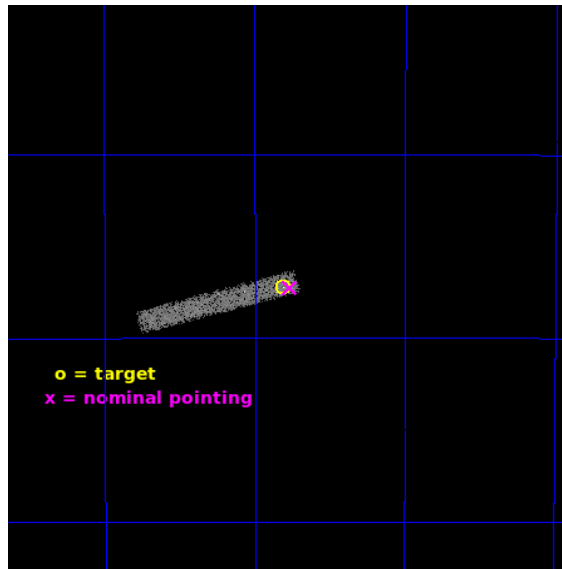 o = target
x = nominal pointing